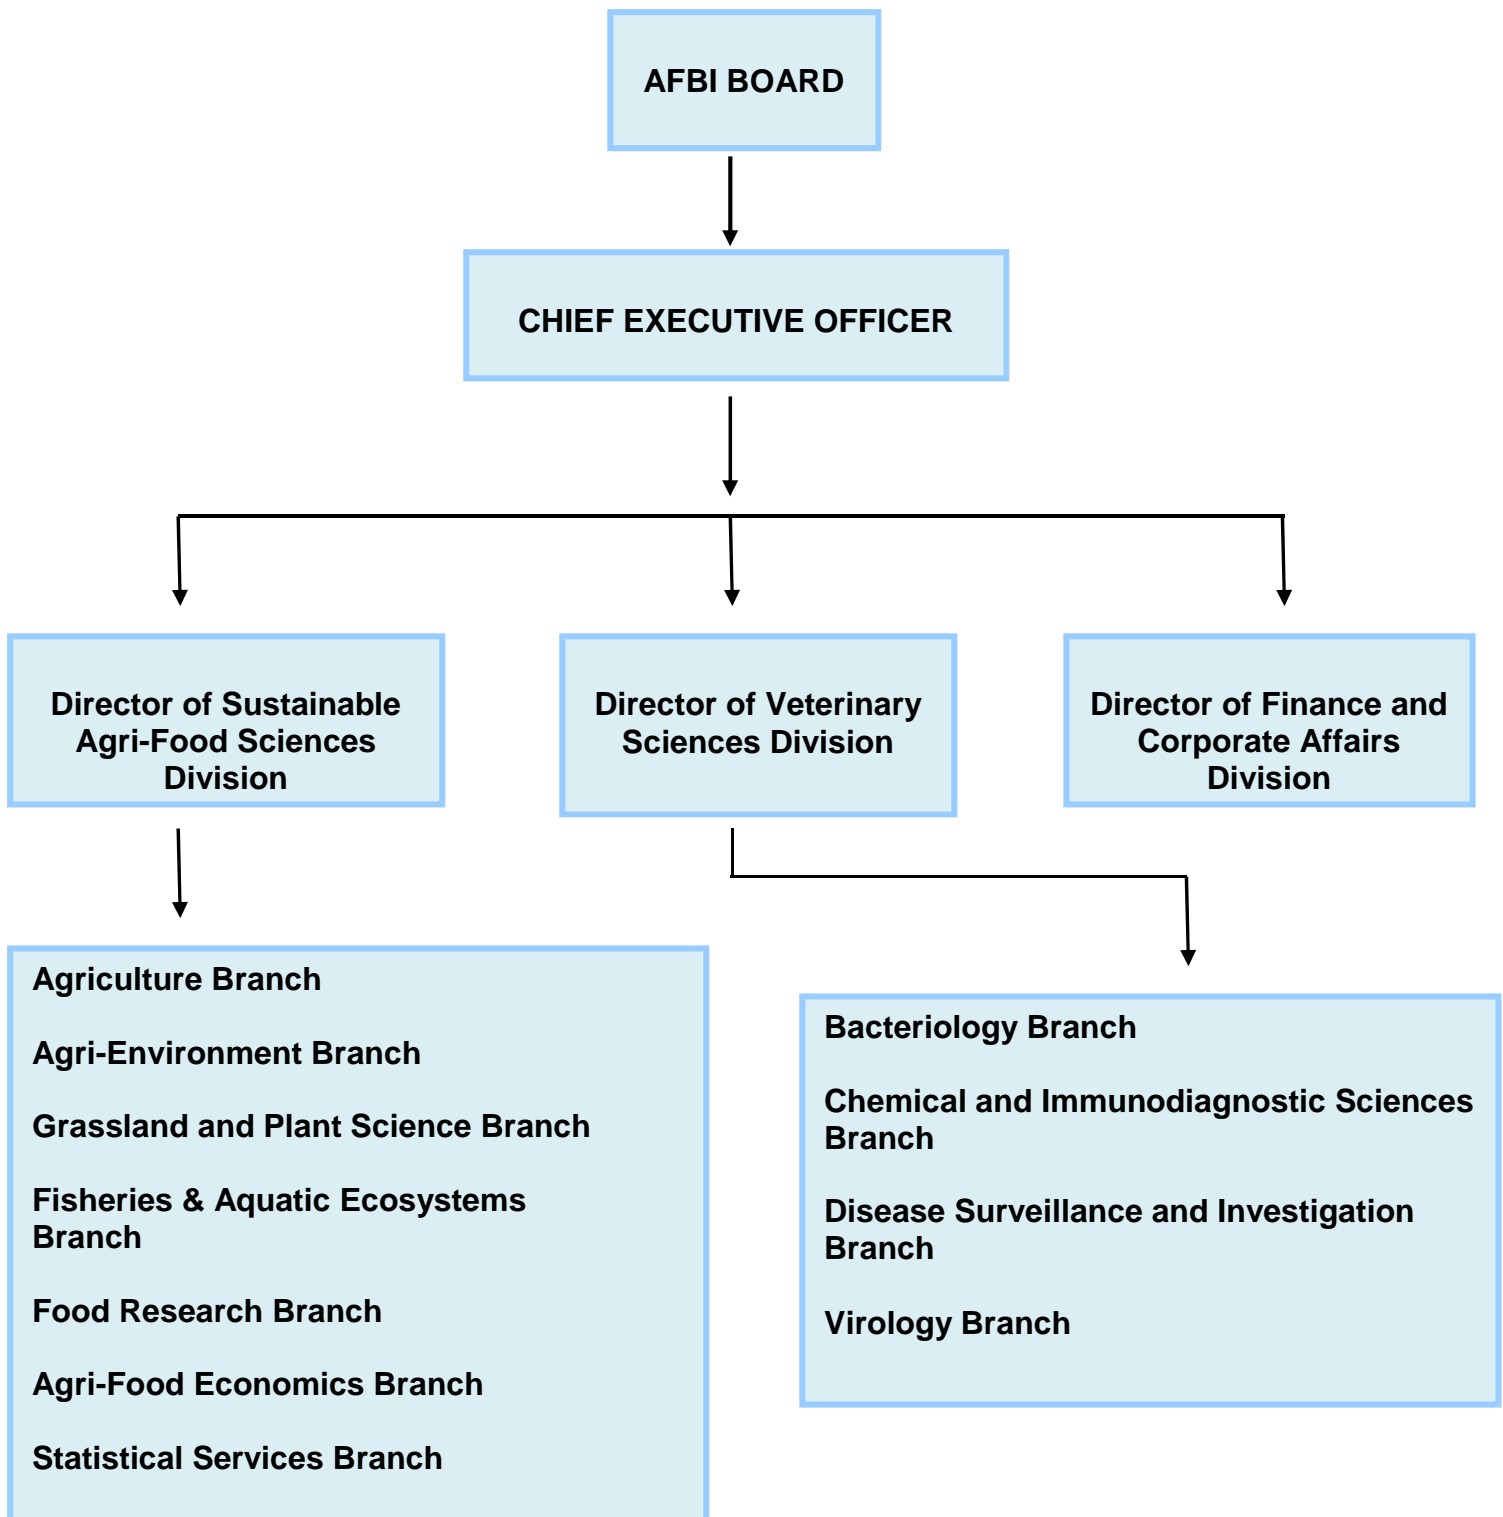 AFBI BOARD
CHIEF EXECUTIVE OFFICER
Director of Sustainable
Agri-Food Sciences
Division
Director of Veterinary
Sciences Division
Director of Finance and
Corporate Affairs
Division
Agriculture Branch
Agri-Environment Branch
Grassland and Plant Science Branch
Fisheries & Aquatic Ecosystems
Branch
Food Research Branch
Agri-Food Economics Branch
Statistical Services Branch
Bacteriology Branch
Chemical and Immunodiagnostic Sciences
Branch
Disease Surveillance and Investigation
Branch
Virology Branch